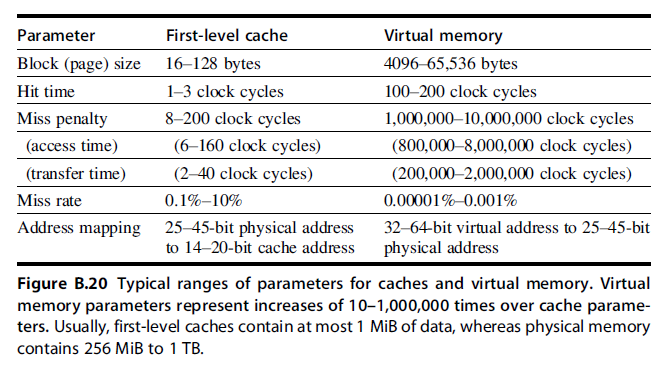 Parameter First-level cache Virtual memory
Block (page) size 16–128 bytes 4096–65,536 bytes
Hit time 1–3 clock cycles 100–200 clock cycles
Miss penalty 8–200 clock cycles 1,000,000–10,000,000 clock cycles
(access time) (6–160 clock cycles) (800,000–8,000,000 clock cycles)
(transfer time) (2–40 clock cycles) (200,000–2,000,000 clock cycles)
Miss rate 0.1%–10% 0.00001%–0.001%
Address mapping 25–45-bit physical address 32–64-bit virtual address to 25–45-bit
to 14–20-bit cache address physical address
Figure B.20 Typical ranges of parameters for caches and virtual memory. Virtual
memory parameters represent increases of 10–1,000,000 times over cache parame-
ters. Usually, first-level caches contain at most 1 MiB of data, whereas physical memory
contains 256 MiB to 1 TB.